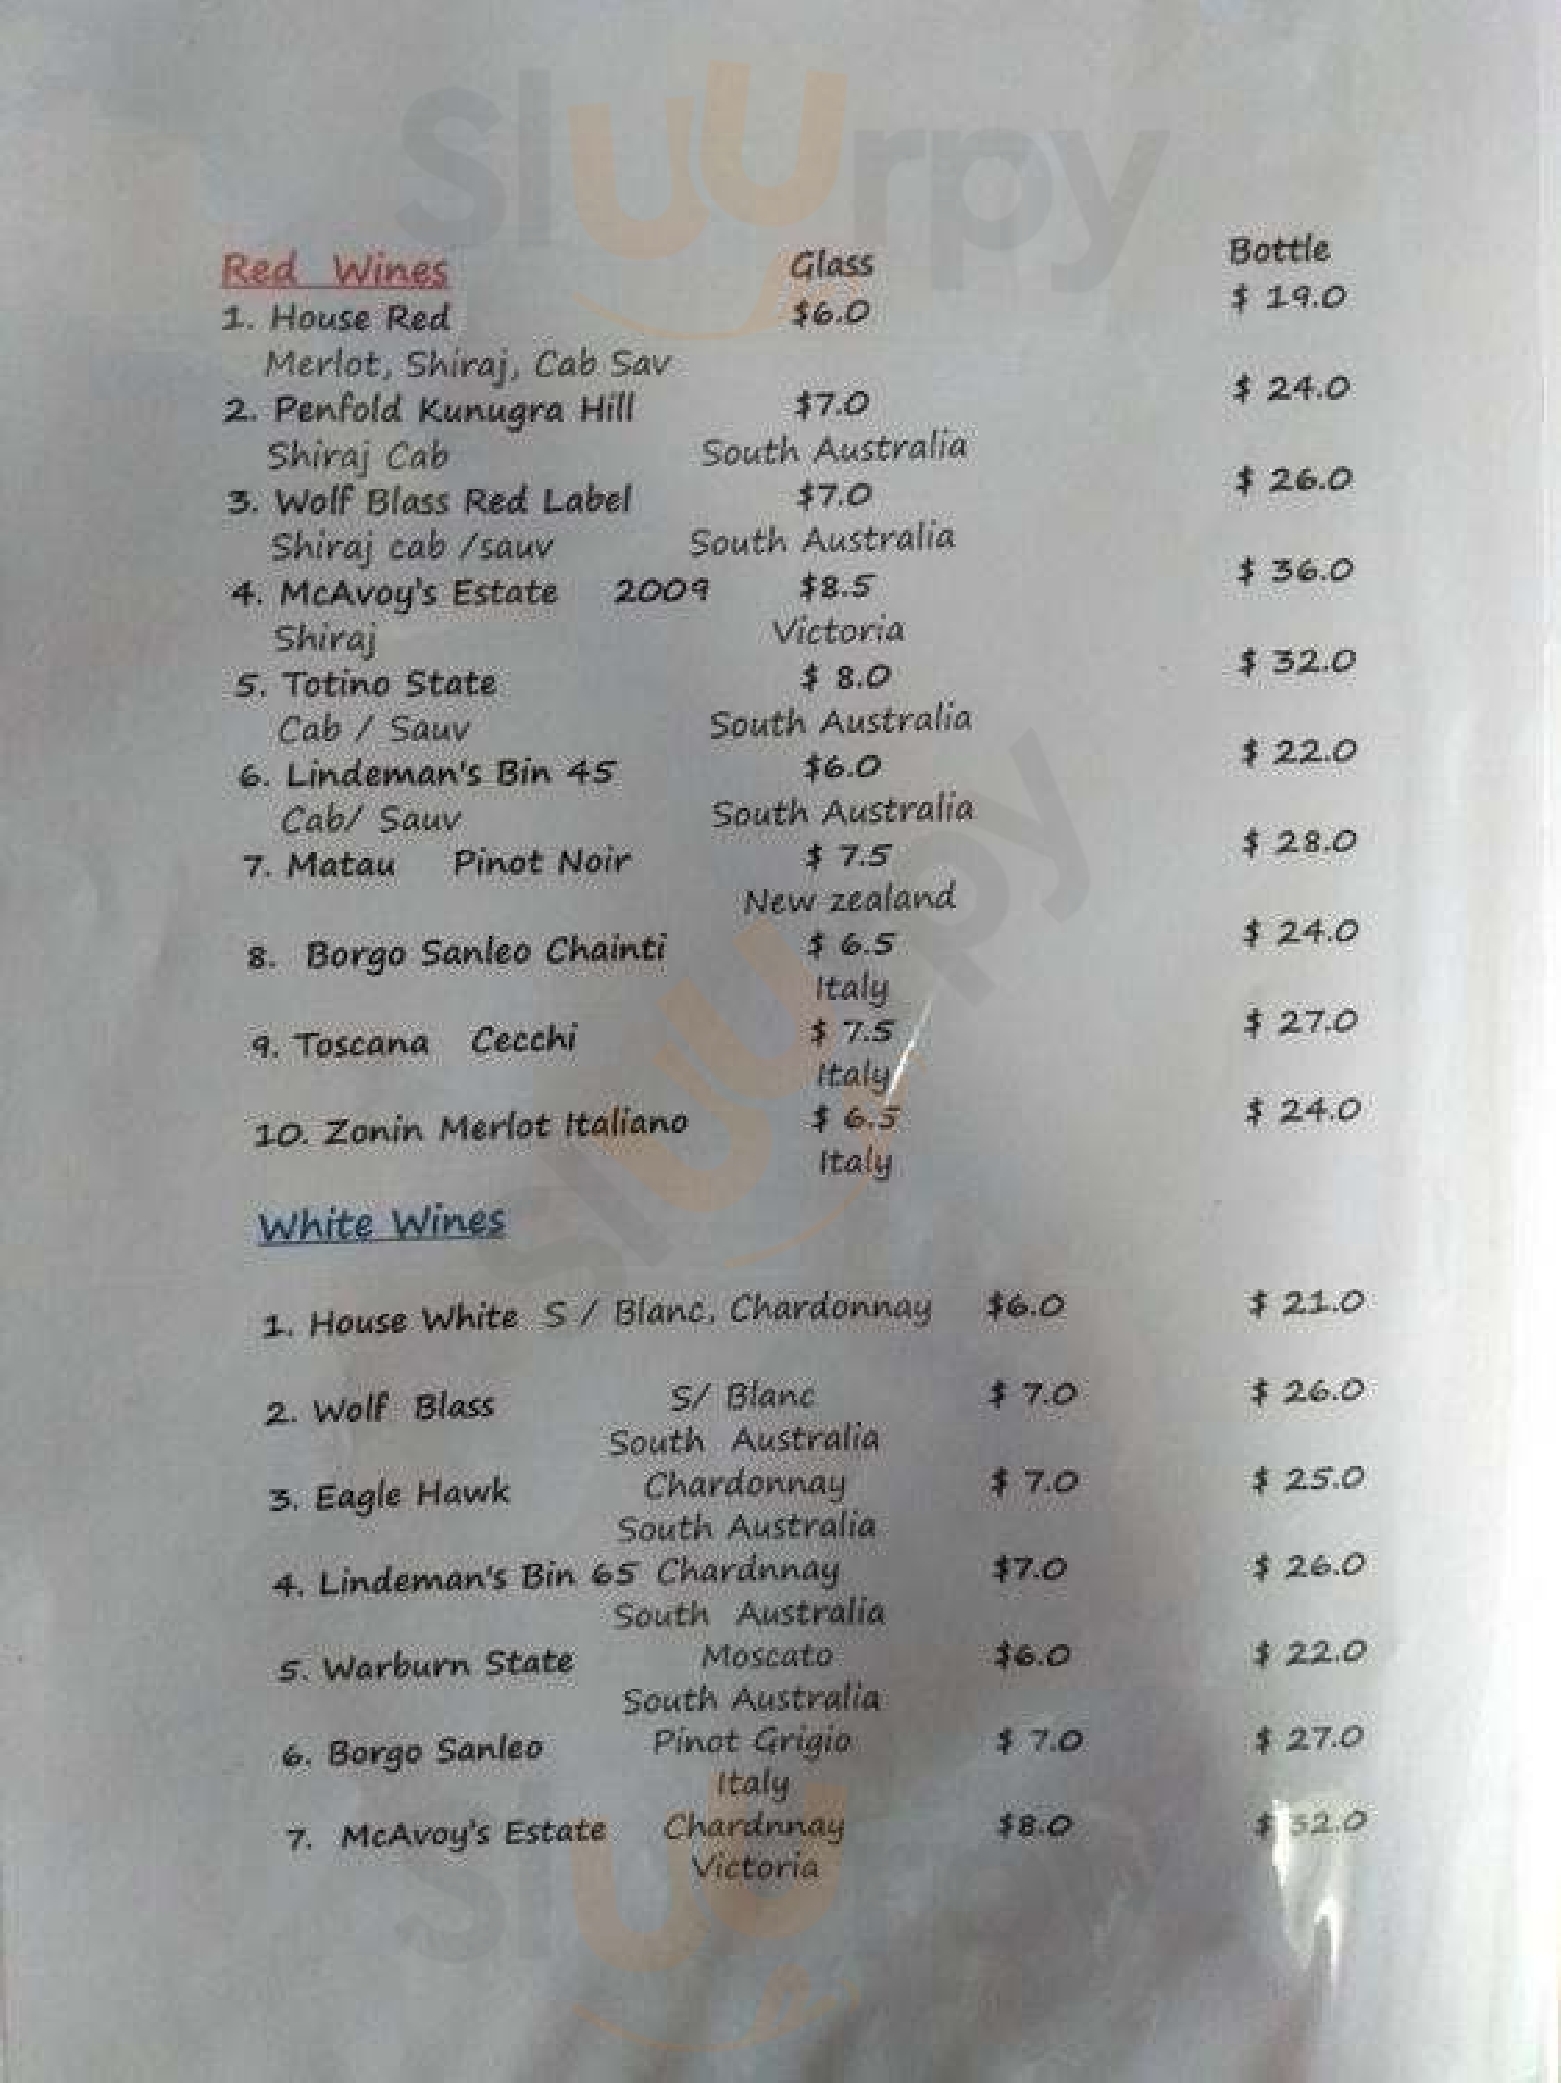 Sluurpy
Red Wines Glass Bottle
1. House Red $6.0 $ 19.0
Merlot, Shiraj, Cab Sav
2. Penfold Kunugra Hill $7.0 $ 24.0
Shiraj Cab South Australia
3. Wolf Blass Red Label $7.0 $ 26.0
Shiraj cab /sauv South Australia
4. McAvoy's Estate 2009 $8.5 $ 36.0
Shiraj Victoria
5. Totino State $ 8.0 $ 32.0
Cab / Sauv South Australia
6. Lindeman's Bin 45 $6.0 $ 22.0
Cab/ Sauv South Australia
7. Matau Pinot Noir $ 7.5 $ 28.0
New zealand
8. Borgo Sanleo Chainti $ 6.5 $ 24.0
Italy
9. Toscana Cecchi $ 7.5 $ 27.0
Italy
10. Zonin Merlot Italiano $ 6.5 $ 24.0
Italy
Sluurpy
White Wines
1. House White S / Blanc, Chardonnay $6.0 $ 21.0
2. Wolf Blass S/ Blanc $ 7.0 $ 26.0
South Australia
3. Eagle Hawk Chardonnay $ 7.0 $ 25.0
South Australia
4. Lindeman's Bin 65 Chardnnay $7.0 $ 26.0
South Australia
5. Warburn State Moscato $6.0 $ 22.0
South Australia
6. Borgo Sanleo Pinot Grigio $ 7.0 $ 27.0
Italy
7. McAvoy's Estate Chardnnay $8.0 $ 32.0
Victoria
Sluurpy